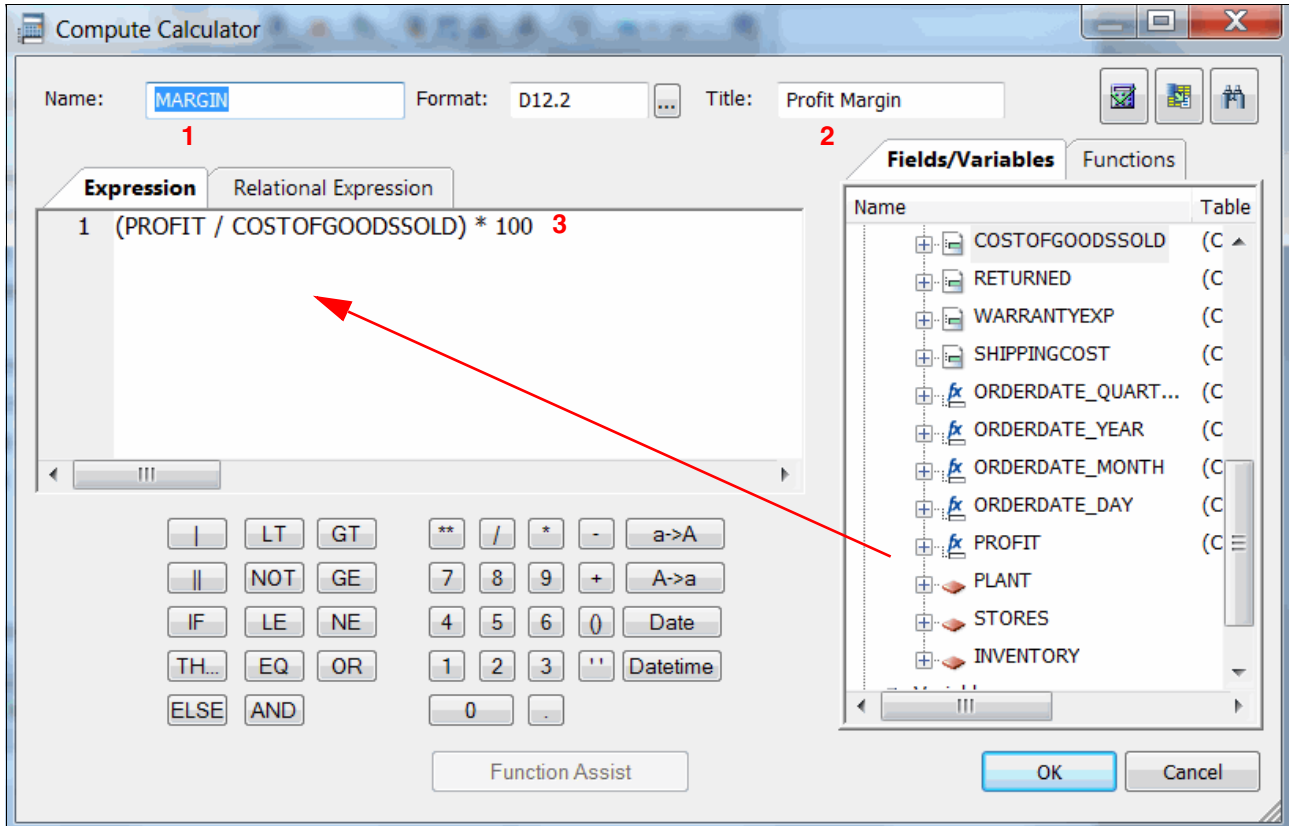 Compute Calculator
Name: MARGIN Format: D12.2 ... Title: Profit Margin
1 2
Expression Relational Expression
1 (PROFIT / COSTOFGOODSSOLD) * 100 3
Fields/Variables Functions
Name Table
COSTOFGOODSSOLD (C
RETURNED (C
WARRANTYEXP (C
SHIPPINGCOST (C
ORDERDATE_QUART... (C
ORDERDATE_YEAR (C
ORDERDATE_MONTH (C
ORDERDATE_DAY (C
PROFIT (C
PLANT
STORES
INVENTORY
| LT GT ** / * - a->A
|| NOT GE 7 8 9 + A->a
IF LE NE 4 5 6 () Date
TH... EQ OR 1 2 3 ' ' Datetime
ELSE AND 0 .
Function Assist
OK Cancel